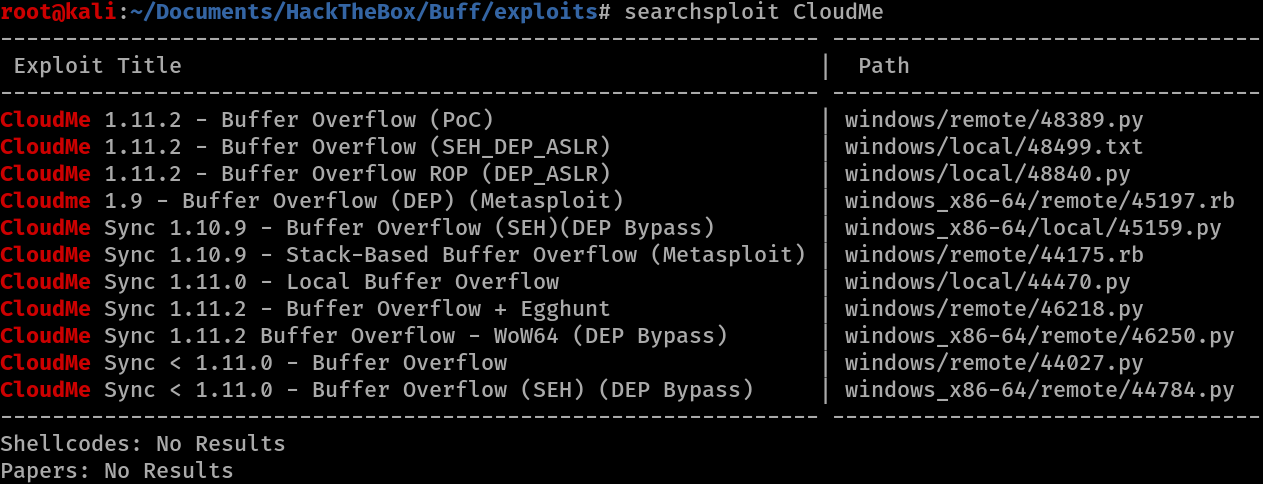 root@kali:~/Documents/HackTheBox/Buff/exploits# searchsploit CloudMe
--------------------------------------------------------------- ---------------------------------
 Exploit Title                                                 |  Path
--------------------------------------------------------------- ---------------------------------
CloudMe 1.11.2 - Buffer Overflow (PoC)                         | windows/remote/48389.py
CloudMe 1.11.2 - Buffer Overflow (SEH_DEP_ASLR)                | windows/local/48499.txt
CloudMe 1.11.2 - Buffer Overflow ROP (DEP_ASLR)                | windows/local/48840.py
Cloudme 1.9 - Buffer Overflow (DEP) (Metasploit)               | windows_x86-64/remote/45197.rb
CloudMe Sync 1.10.9 - Buffer Overflow (SEH)(DEP Bypass)        | windows_x86-64/local/45159.py
CloudMe Sync 1.10.9 - Stack-Based Buffer Overflow (Metasploit) | windows/remote/44175.rb
CloudMe Sync 1.11.0 - Local Buffer Overflow                    | windows/local/44470.py
CloudMe Sync 1.11.2 - Buffer Overflow + Egghunt                | windows/remote/46218.py
CloudMe Sync 1.11.2 Buffer Overflow - WoW64 (DEP Bypass)       | windows_x86-64/remote/46250.py
CloudMe Sync < 1.11.0 - Buffer Overflow                        | windows/remote/44027.py
CloudMe Sync < 1.11.0 - Buffer Overflow (SEH) (DEP Bypass)     | windows_x86-64/remote/44784.py
--------------------------------------------------------------- ---------------------------------
Shellcodes: No Results
Papers: No Results